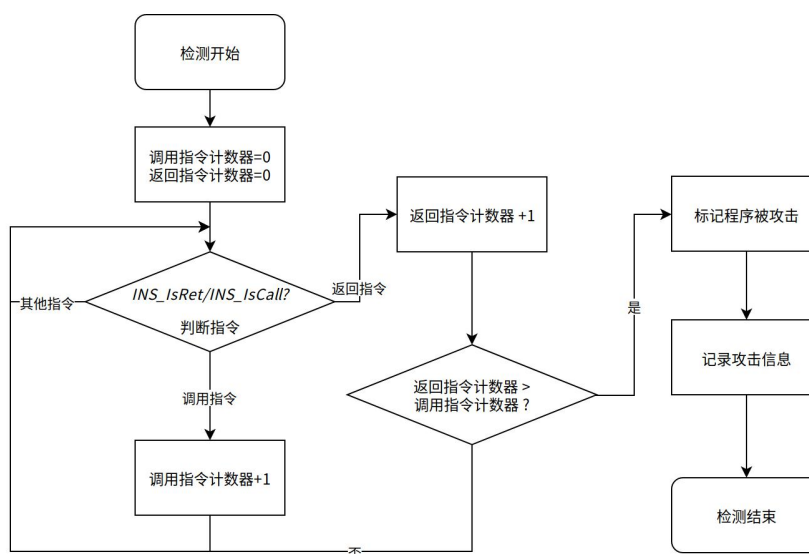 检测开始
调用指令计数器=0
返回指令计数器=0
INS_IsRet/INS_IsCall?
判断指令
其他指令
返回指令
调用指令
调用指令计数器+1
返回指令计数器 +1
返回指令计数器 >
调用指令计数器 ?
否
是
标记程序被攻击
记录攻击信息
检测结束